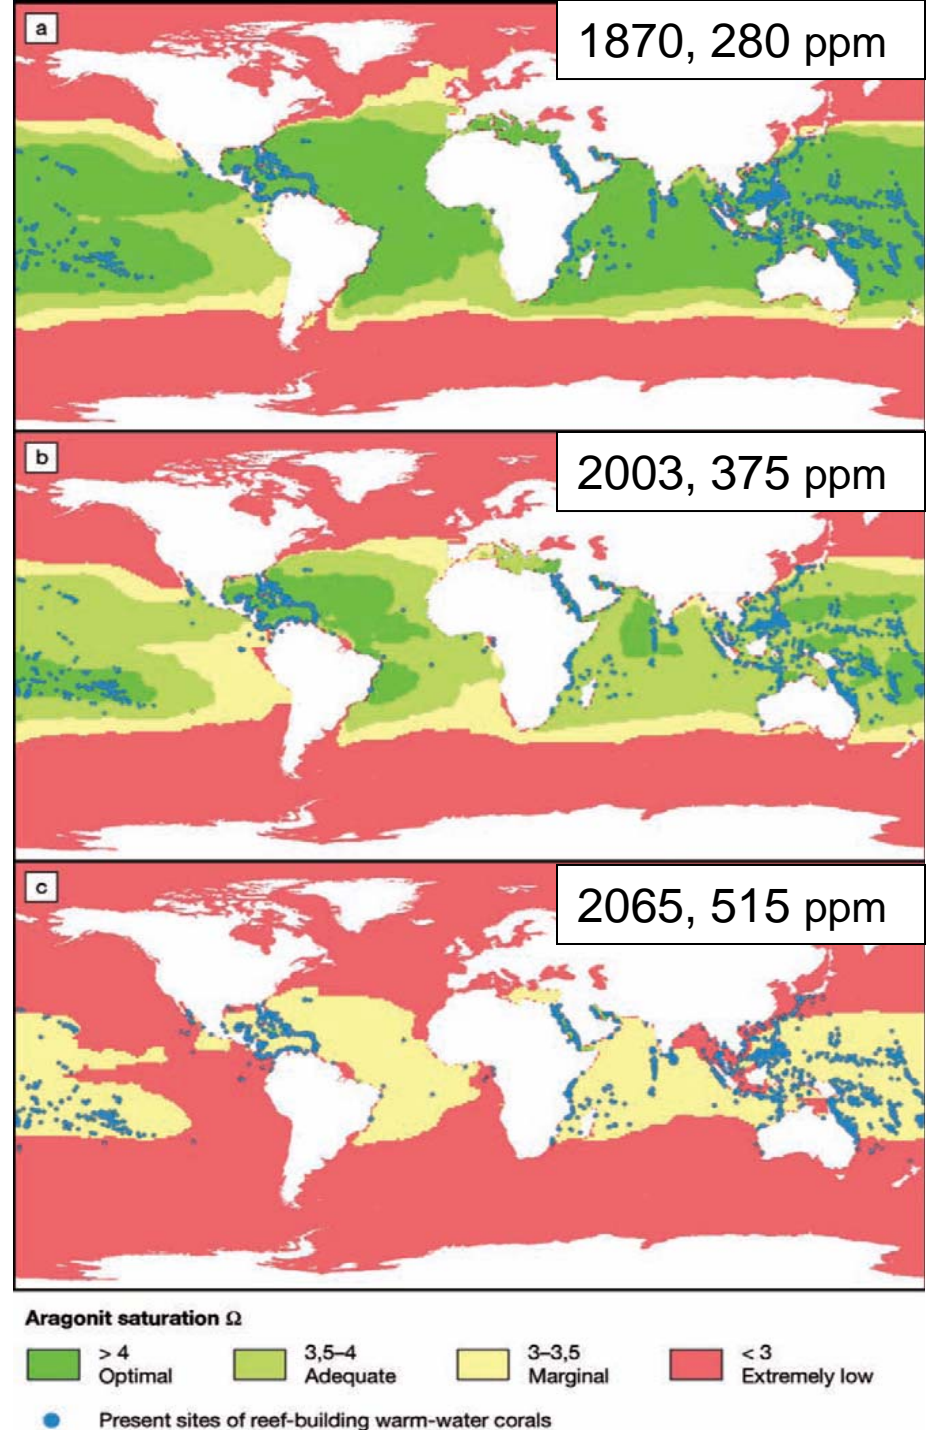 a
1870, 280 ppm
b
2003, 375 ppm
c
2065, 515 ppm
Aragonit saturation Ω
> 4
Optimal
3,5–4
Adequate
3–3,5
Marginal
< 3
Extremely low
Present sites of reef-building warm-water corals